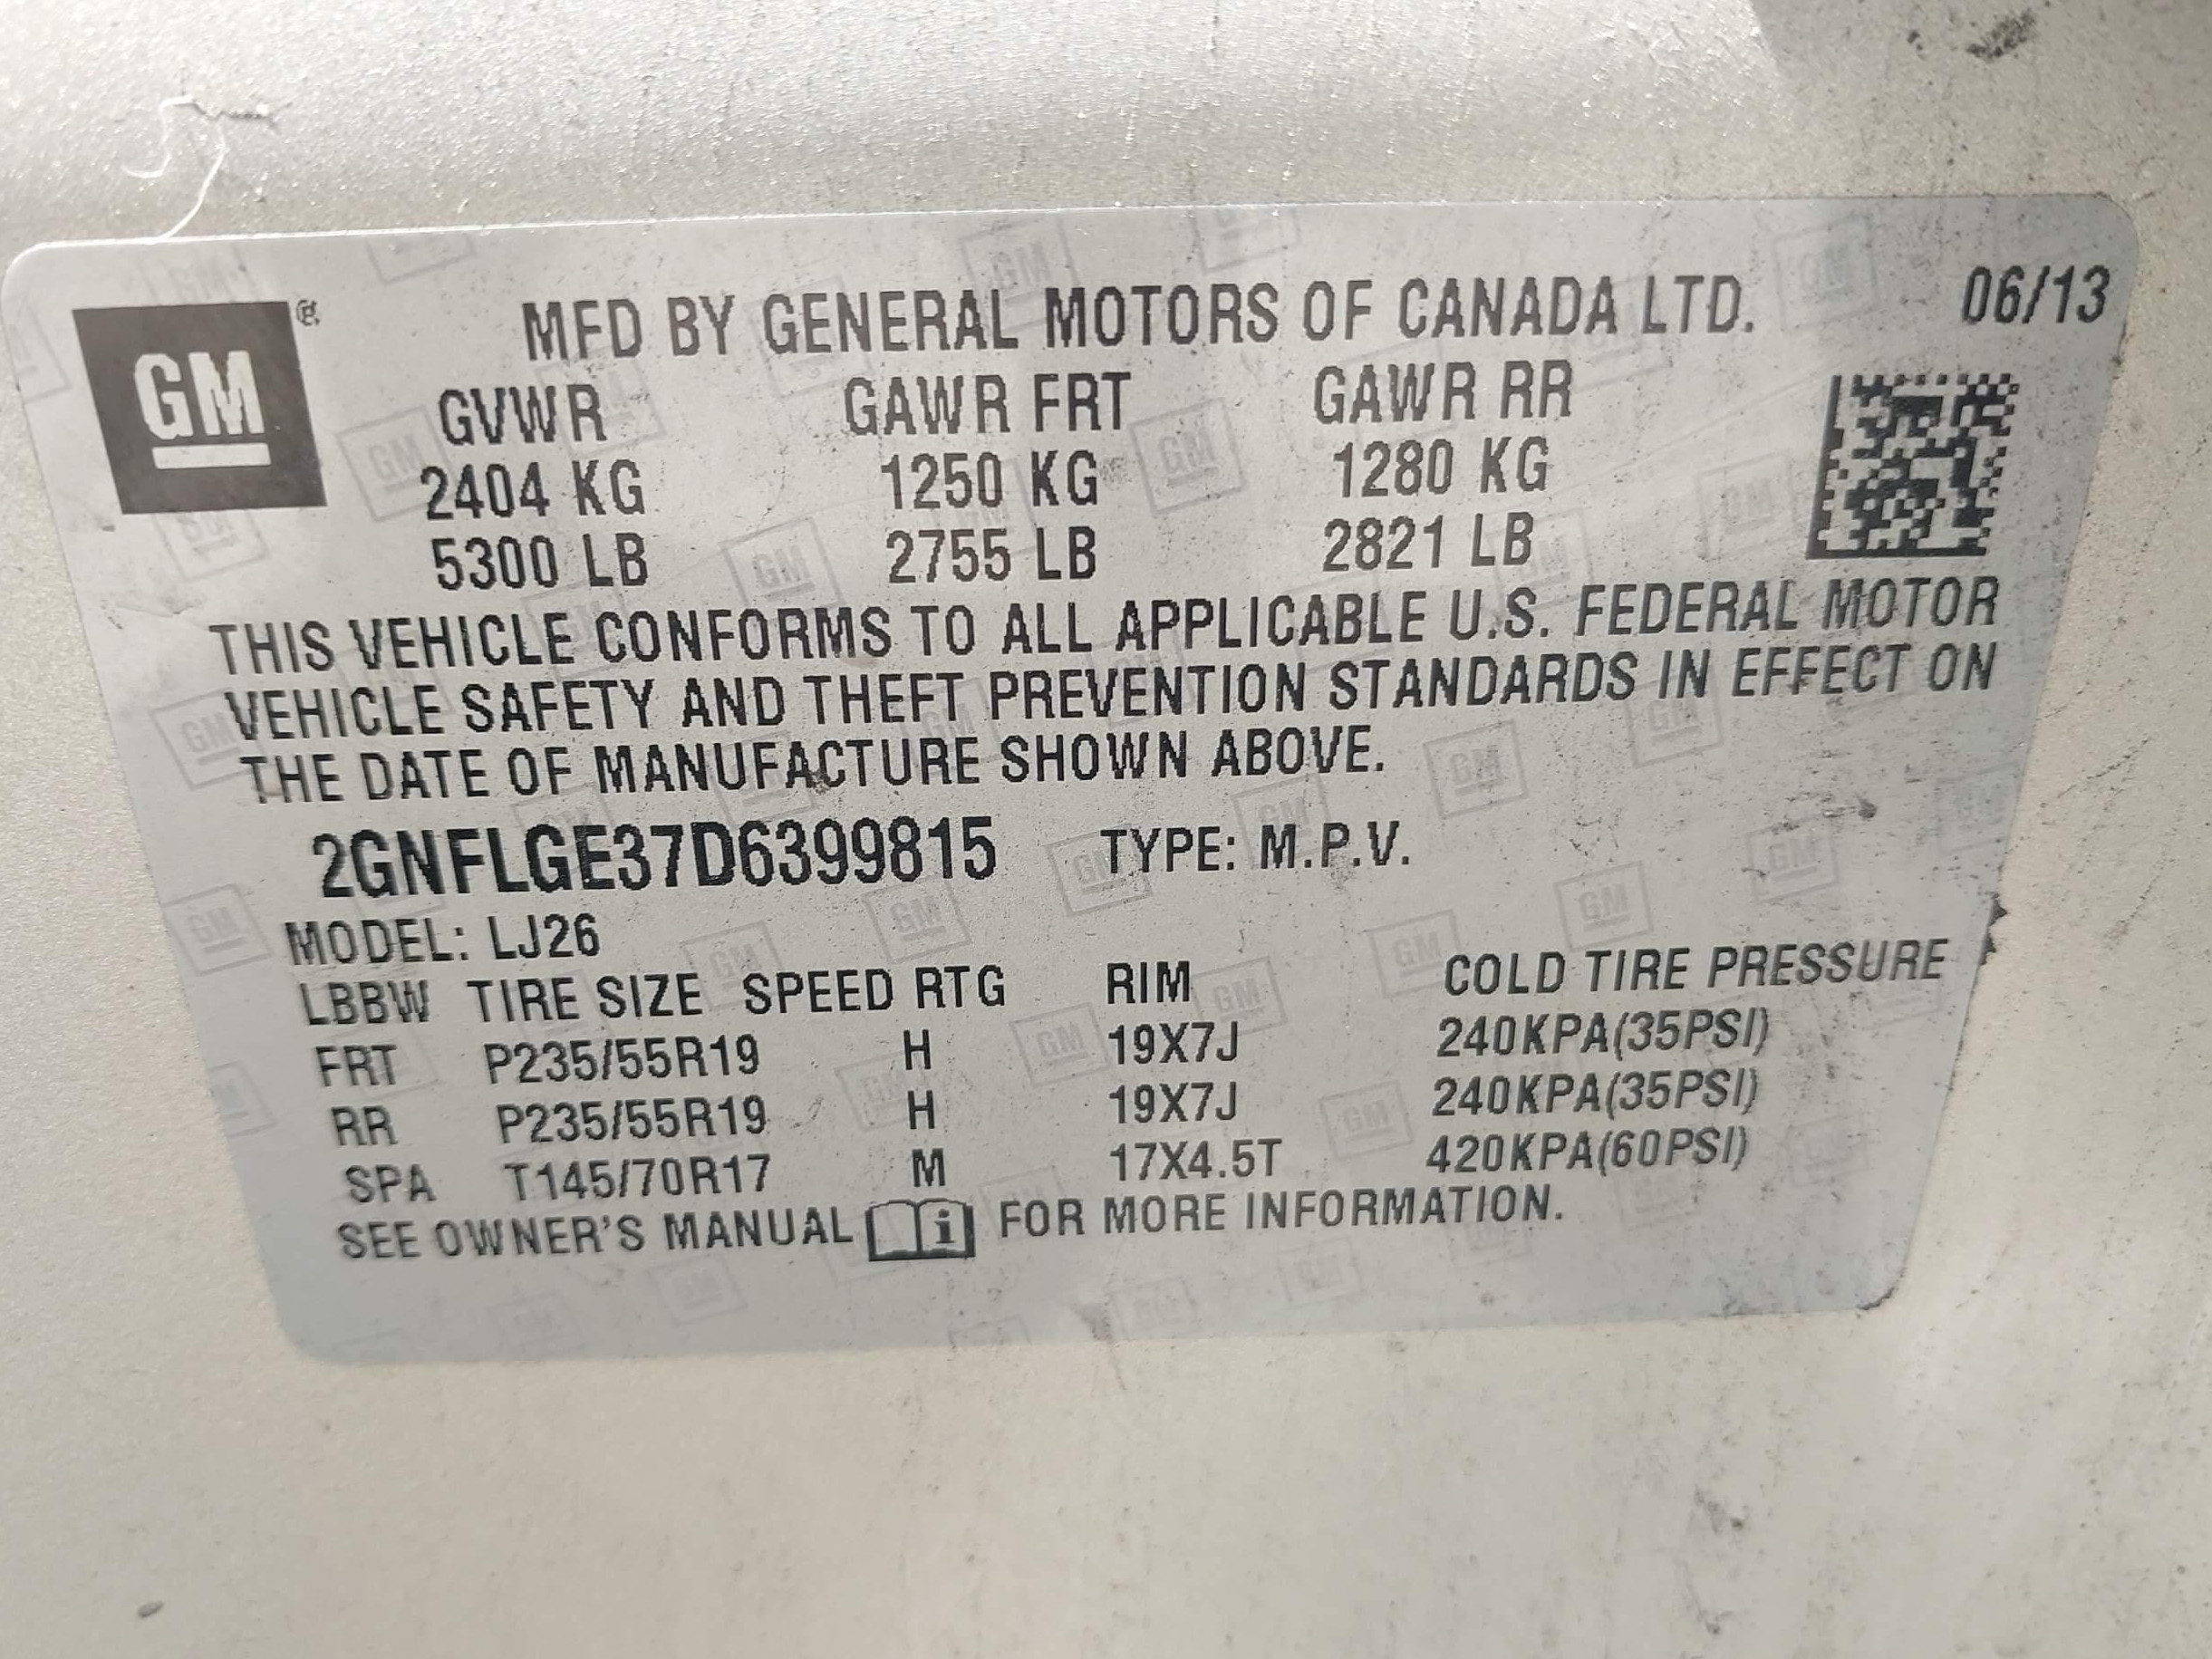 GM ®
MFD BY GENERAL MOTORS OF CANADA LTD. 06/13
GVWR GAWR FRT GAWR RR
2404 KG 1250 KG 1280 KG
5300 LB 2755 LB 2821 LB
THIS VEHICLE CONFORMS TO ALL APPLICABLE U.S. FEDERAL MOTOR
VEHICLE SAFETY AND THEFT PREVENTION STANDARDS IN EFFECT ON
THE DATE OF MANUFACTURE SHOWN ABOVE.
2GNFLGE37D6399815 TYPE: M.P.V.
MODEL: LJ26
LBBW TIRE SIZE SPEED RTG RIM COLD TIRE PRESSURE
FRT P235/55R19 H 19X7J 240KPA(35PSI)
RR P235/55R19 H 19X7J 240KPA(35PSI)
SPA T145/70R17 M 17X4.5T 420KPA(60PSI)
SEE OWNER'S MANUAL i FOR MORE INFORMATION.